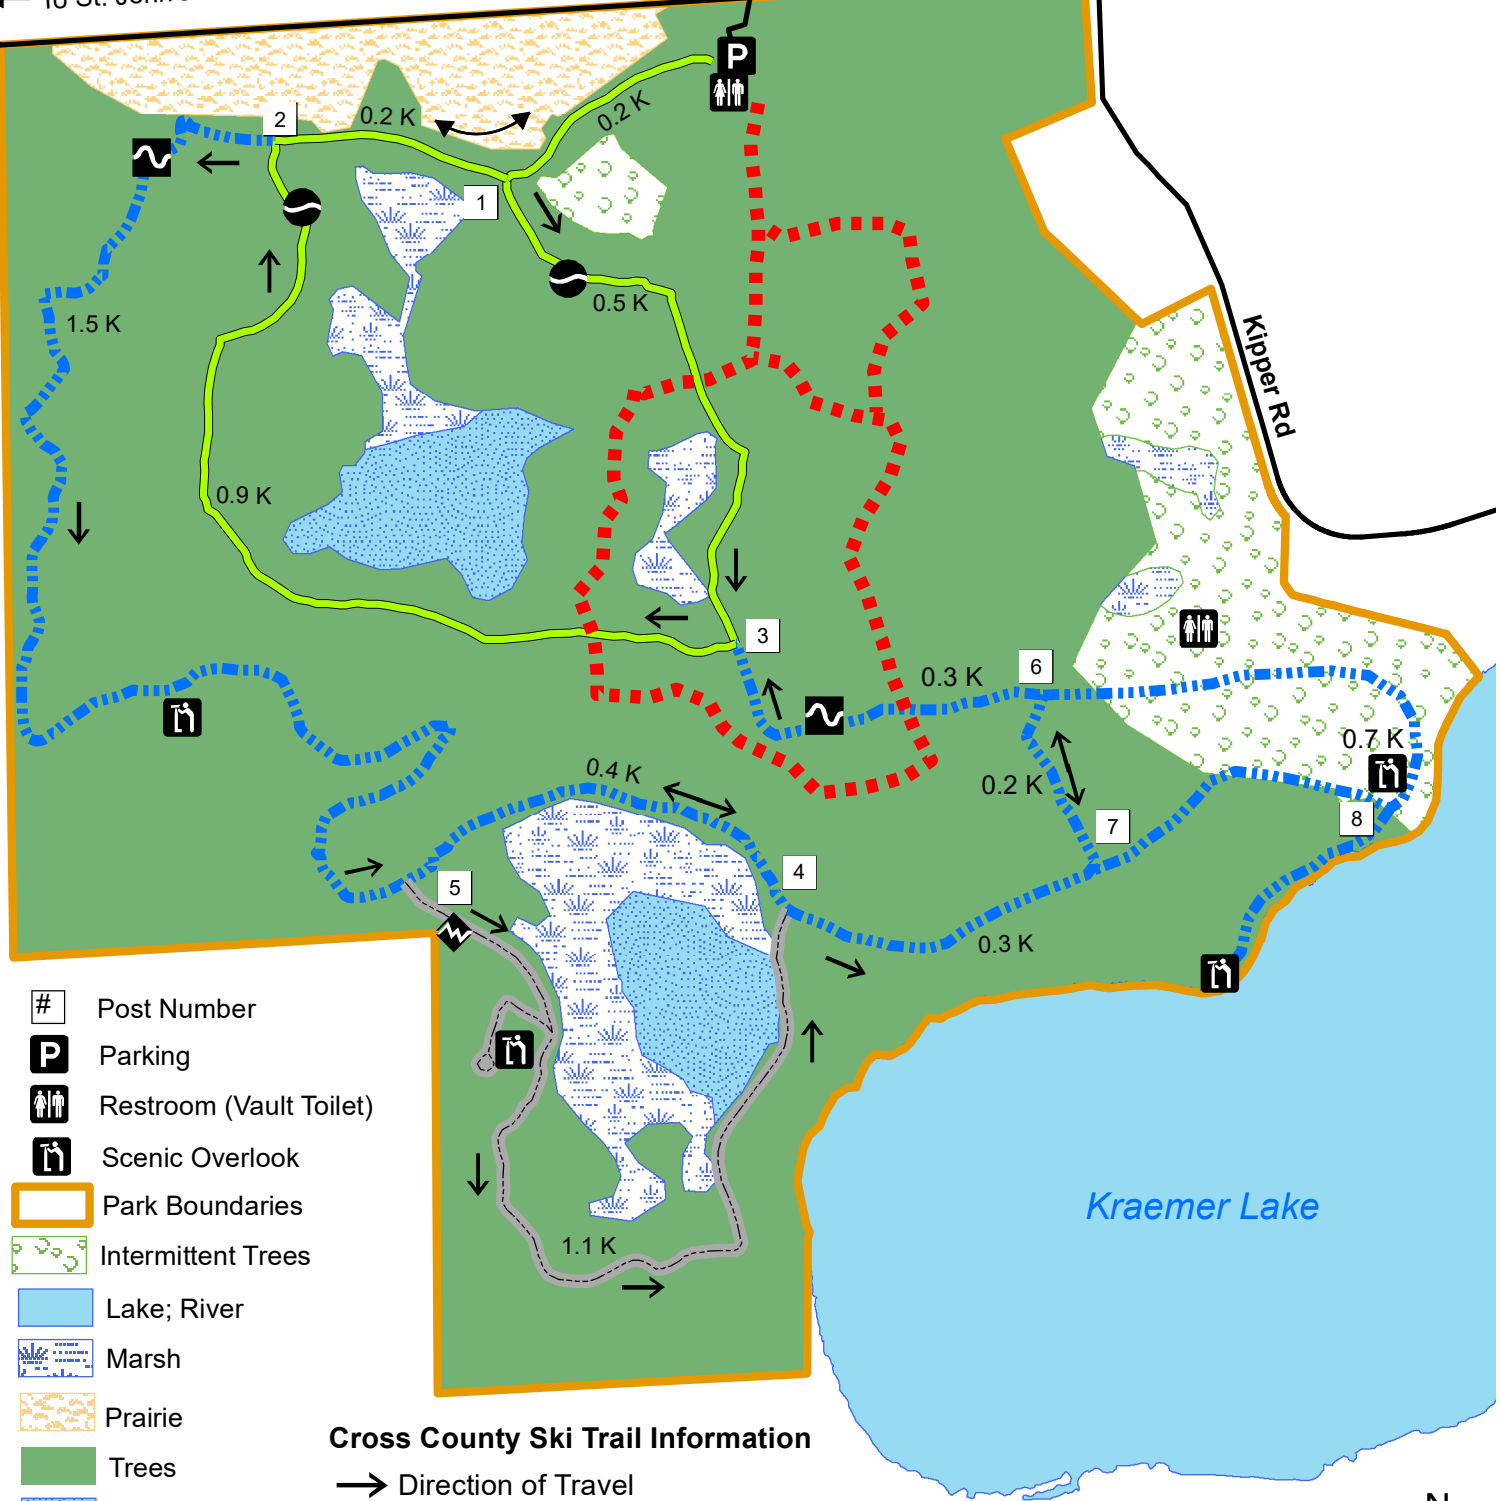 To St. John's
P
2
0.2 K
0.2 K
1
0.5 K
1.5 K
Kipper Rd
0.9 K
3
0.3 K
6
0.7 K
0.2 K
0.4 K
7
8
4
5
0.3 K
# Post Number
P Parking
Restroom (Vault Toilet)
Scenic Overlook
Park Boundaries
Kraemer Lake
Intermittent Trees
1.1 K
Lake; River
Marsh
Prairie
Trees
Cross County Ski Trail Information
Direction of Travel
N